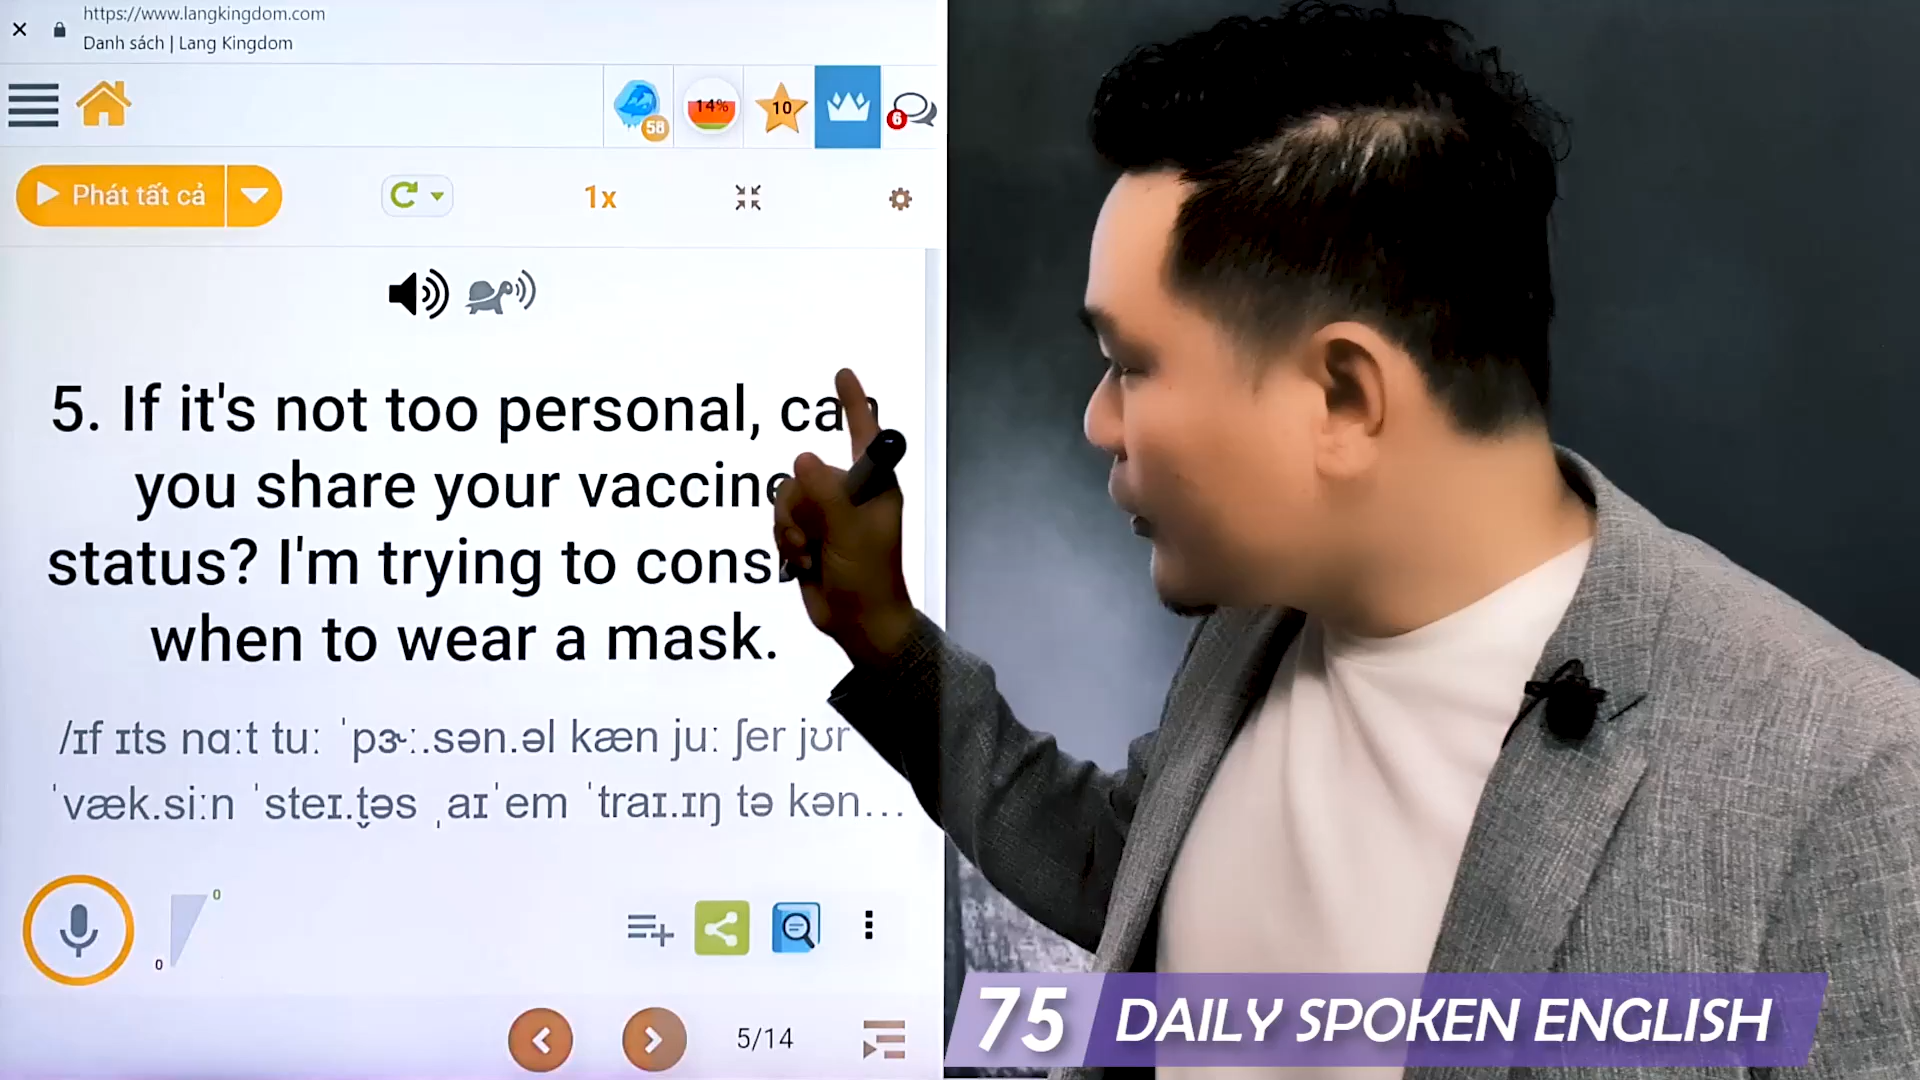 https://www.langkingdom.com
Danh sách | Lang Kingdom
58
14%
10
6
Phát tất cả
1x
5. If it's not too personal,
you share your vaccine
status? I'm trying to
when to wear a mask.
/ɪf ɪts nɑːt tuː ˈpɝː.sən.əl kæn juː ʃer jʊr
ˈvæk.siːn ˈsteɪ.t̬əs ˌaɪˈem ˈtraɪ.ɪŋ tə kən...
0
0
5/14
75 DAILY SPOKEN ENGLISH